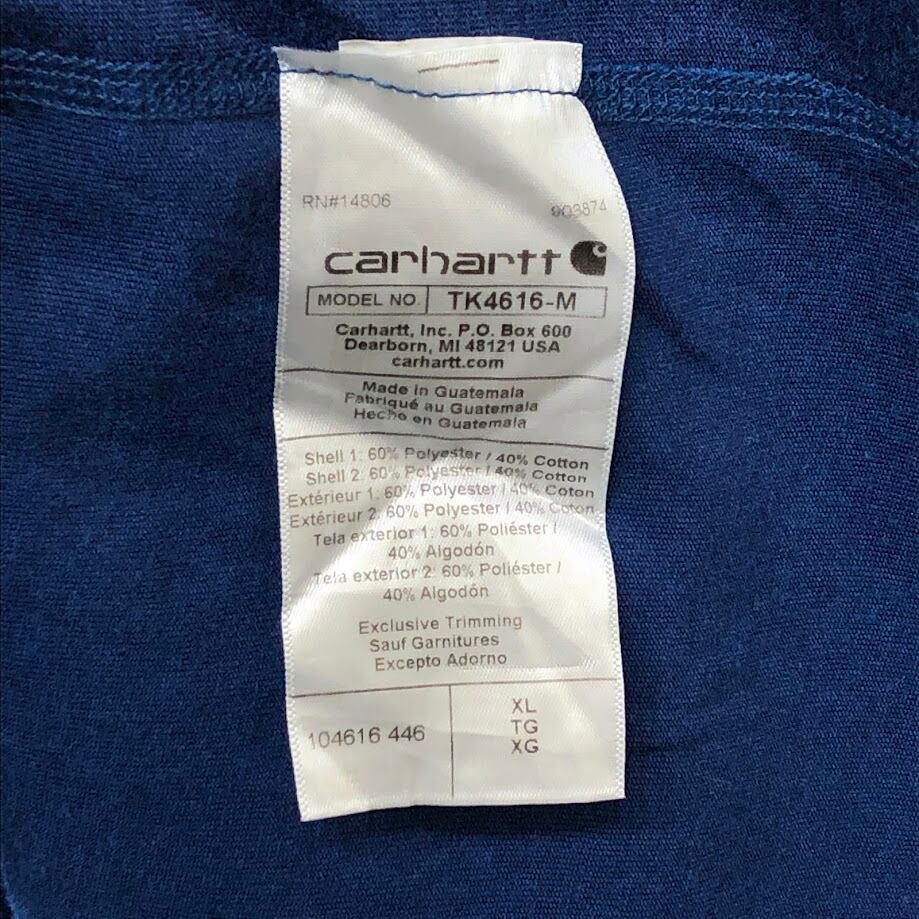 RN#14806 903874
carhartt
MODEL NO. TK4616-M
Carhartt, Inc. P.O. Box 600
Dearborn, MI 48121 USA
carhartt.com
Made in Guatemala
Fabriqué au Guatemala
Hecho en Guatemala
Shell 1: 60% Polyester / 40% Cotton
Shell 2: 60% Polyester / 40% Cotton
Extérieur 1: 60% Polyester / 40% Coton
Extérieur 2: 60% Polyester / 40% Coton
Tela exterior 1: 60% Poliéster /
40% Algodón
Tela exterior 2: 60% Poliéster /
40% Algodón
Exclusive Trimming
Sauf Garnitures
Excepto Adorno
104616 446
XL
TG
XG